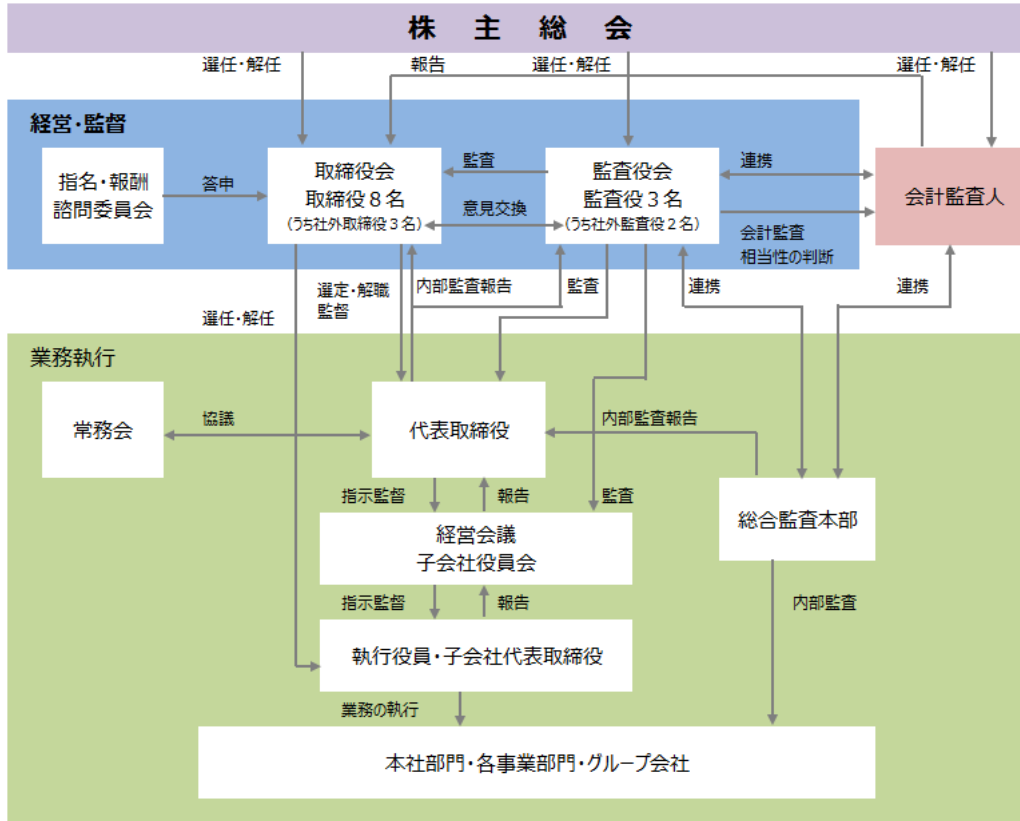 株主総会
選任・解任
報告
選任・解任
選任・解任
経営・監督
指名・報酬
諮問委員会
答申
取締役会
取締役８名
(うち社外取締役３名)
監査
意見交換
監査役会
監査役３名
(うち社外監査役２名)
連携
会計監査
相当性の判断
会計監査人
選任・解任
選定・解職
監督
内部監査報告
監査
連携
連携
業務執行
常務会
協議
代表取締役
内部監査報告
指示監督
報告
監査
総合監査本部
経営会議
子会社役員会
指示監督
報告
内部監査
執行役員・子会社代表取締役
業務の執行
本社部門・各事業部門・グループ会社